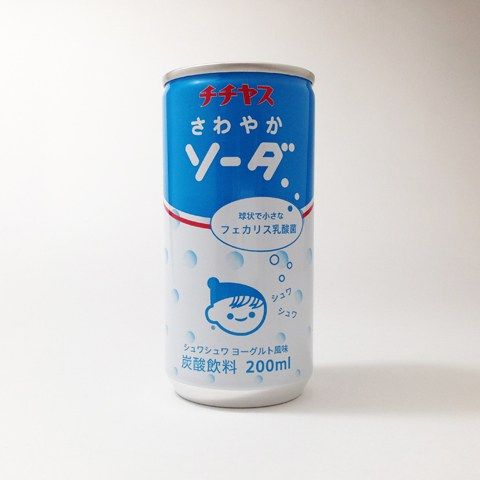 チチヤス
さわやか
ソーダ
球状で小さな
フェカリス乳酸菌
シュワ
シュワ
シュワシュワ ヨーグルト風味
炭酸飲料 200ml